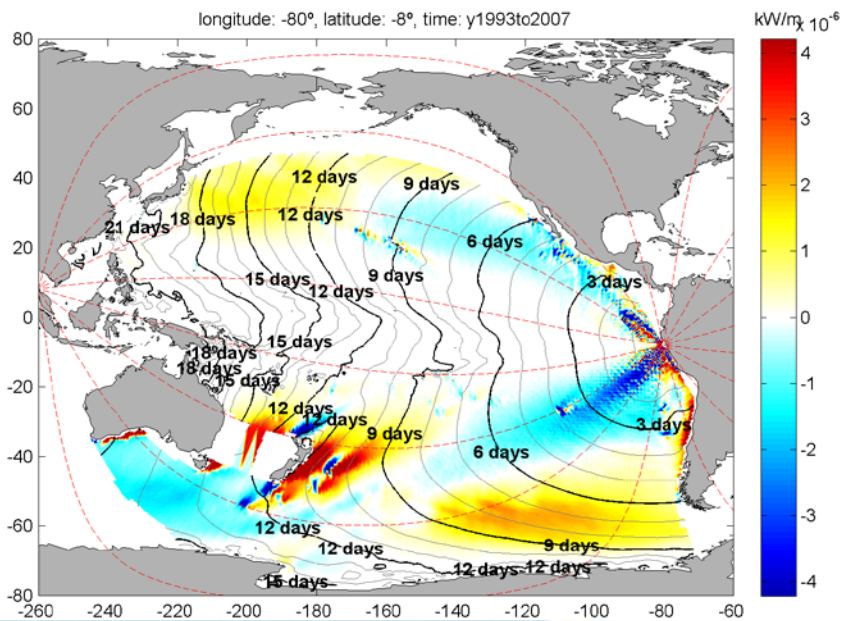 longitude: -80º, latitude: -8º, time: y1993to2007
kW/m
x 10^-6
80
60
40
20
0
-20
-40
-60
-80
-260
-240
-220
-200
-180
-160
-140
-120
-100
-80
-60
4
3
2
1
0
-1
-2
-3
-4
12 days
9 days
21 days
18 days
12 days
6 days
15 days
12 days
9 days
3 days
15 days
18 days
18 days
15 days
12 days
12 days
9 days
3 days
6 days
12 days
12 days
9 days
12 days
12 days
15 days